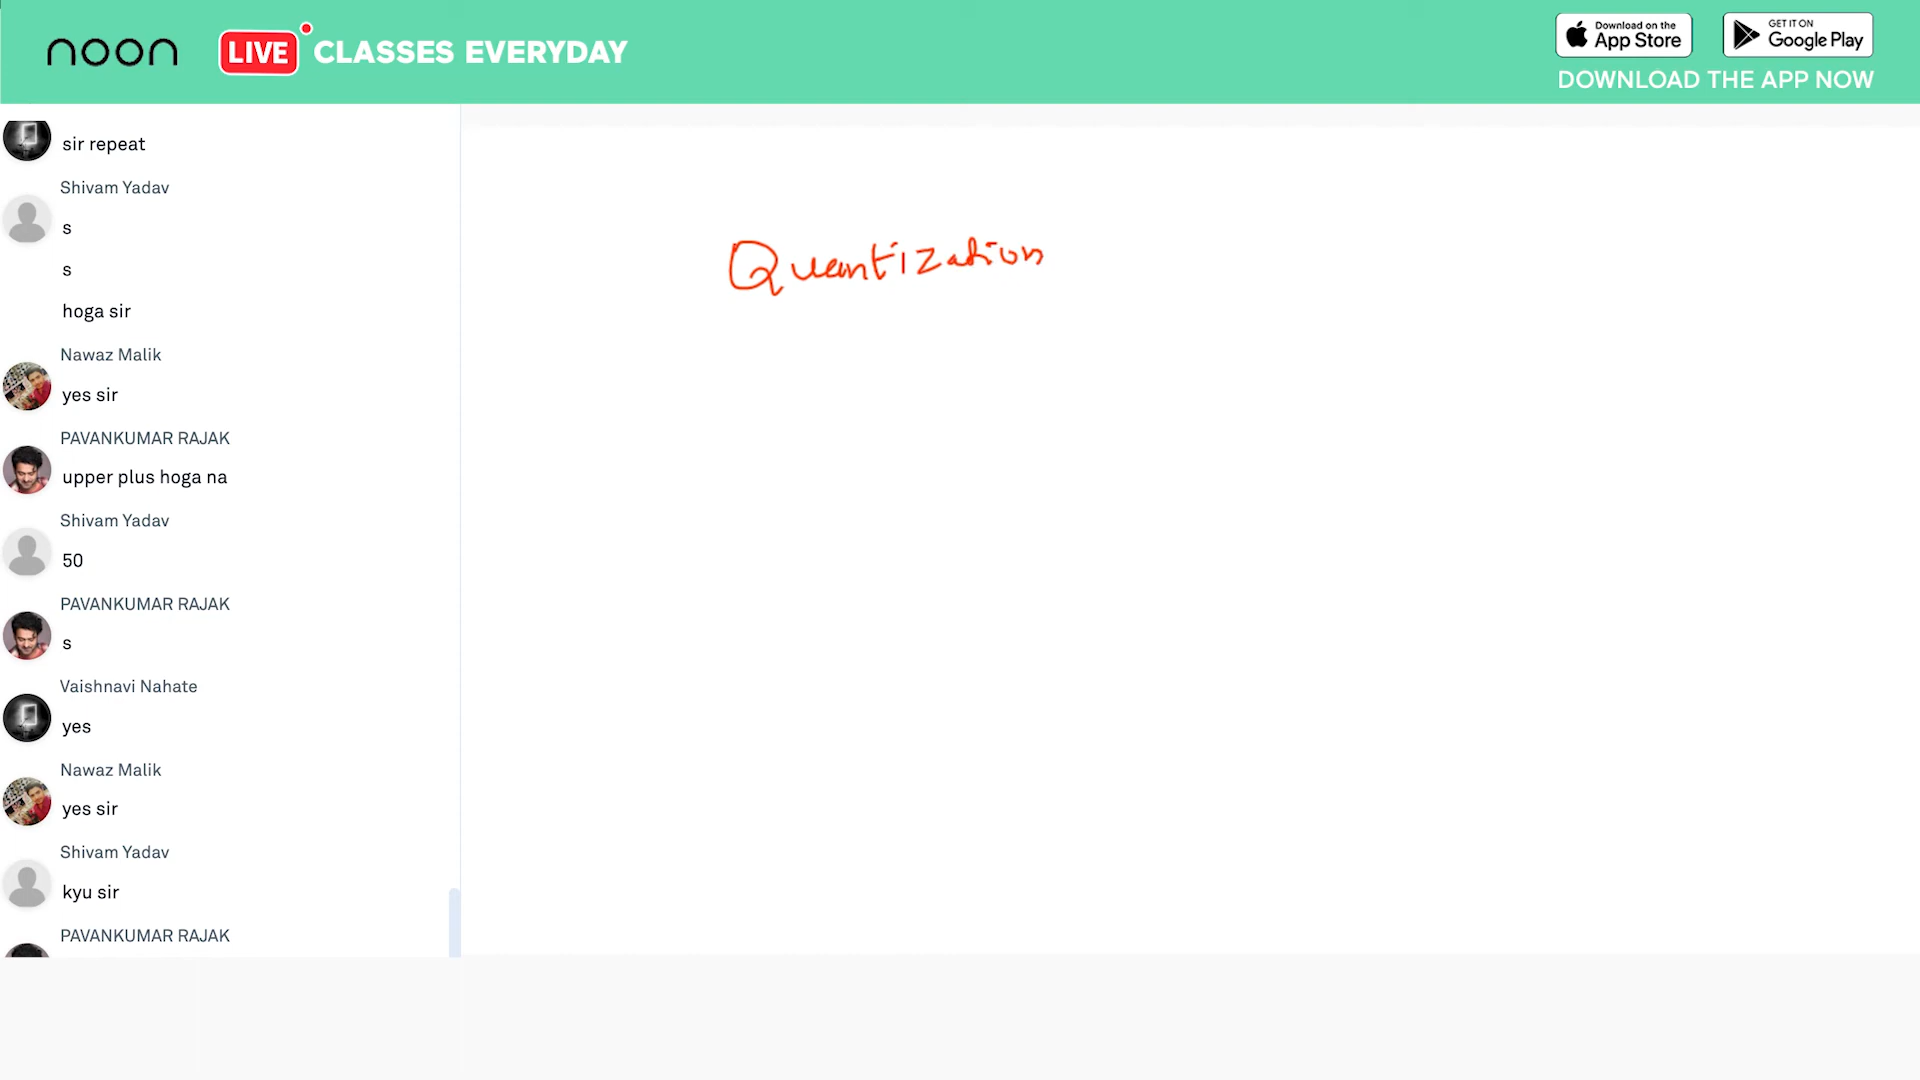 noon LIVE CLASSES EVERYDAY
Download on the App Store
GET IT ON Google Play
DOWNLOAD THE APP NOW
sir repeat
Shivam Yadav
s
s
hoga sir
Nawaz Malik
yes sir
PAVANKUMAR RAJAK
upper plus hoga na
Shivam Yadav
50
PAVANKUMAR RAJAK
s
Vaishnavi Nahate
yes
Nawaz Malik
yes sir
Shivam Yadav
kyu sir
PAVANKUMAR RAJAK
Quantization